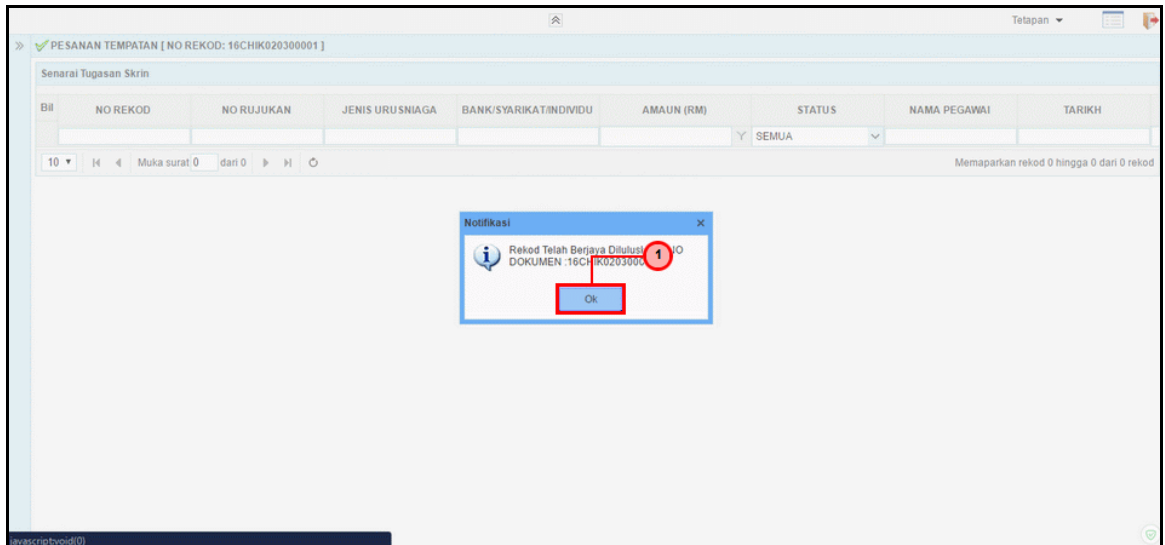 Tetapan
PESANAN TEMPATAN [ NO REKOD: 16CHIK020300001 ]
Senarai Tugasan Skrin
Bil NO REKOD NO RUJUKAN JENIS URUSNIAGA BANK/SYARIKAT/INDIVIDU AMAUN (RM) STATUS NAMA PEGAWAI TARIKH
SEMUA
10 Muka surat 0 dari 0 Memaparkan rekod 0 hingga 0 dari 0 rekod
Notifikasi
Rekod Telah Berjaya
DOKUMEN
1
Ok
javascript:void(0)